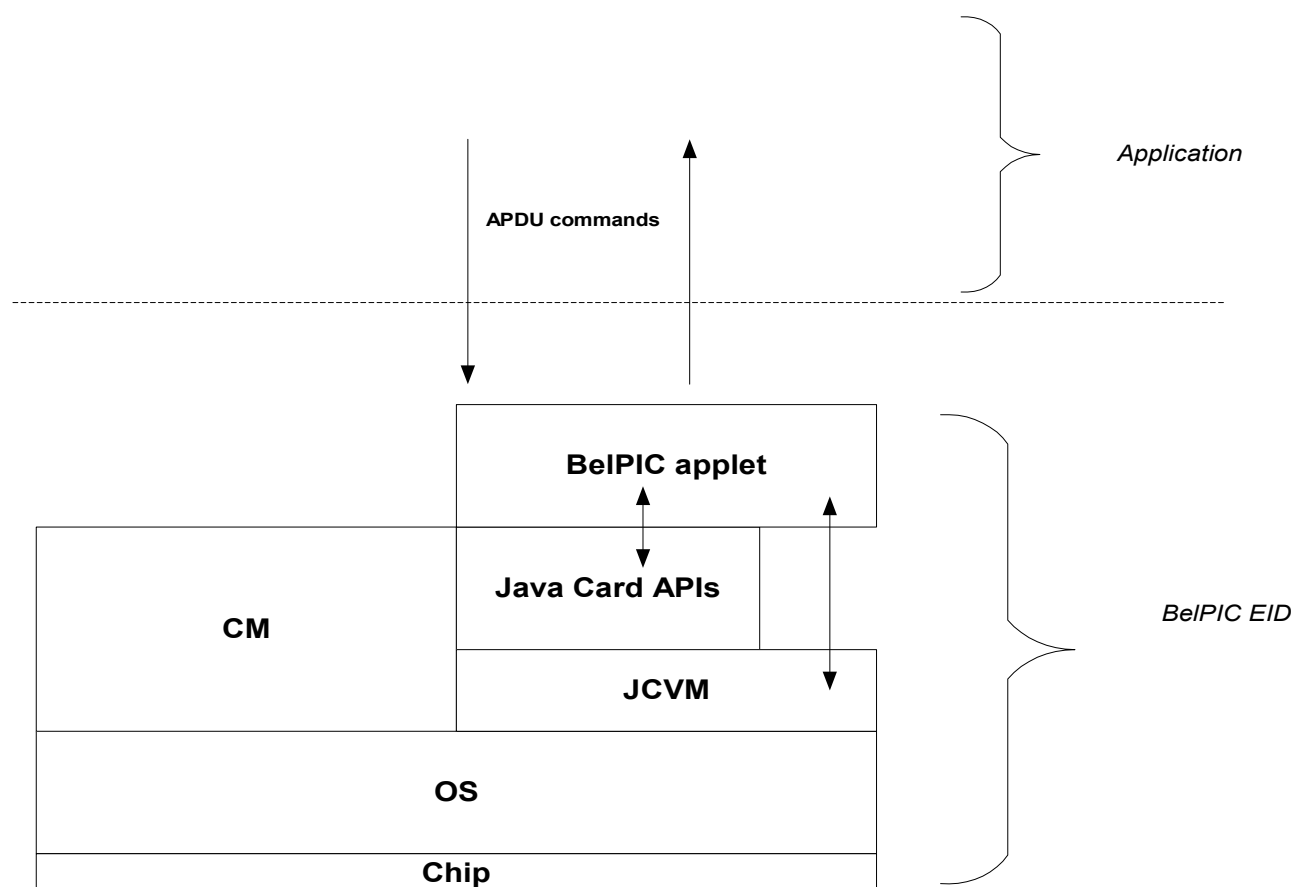 Application
APDU commands
BelPIC applet
Java Card APIs
CM
BelPIC EID
JCVM
OS
Chip